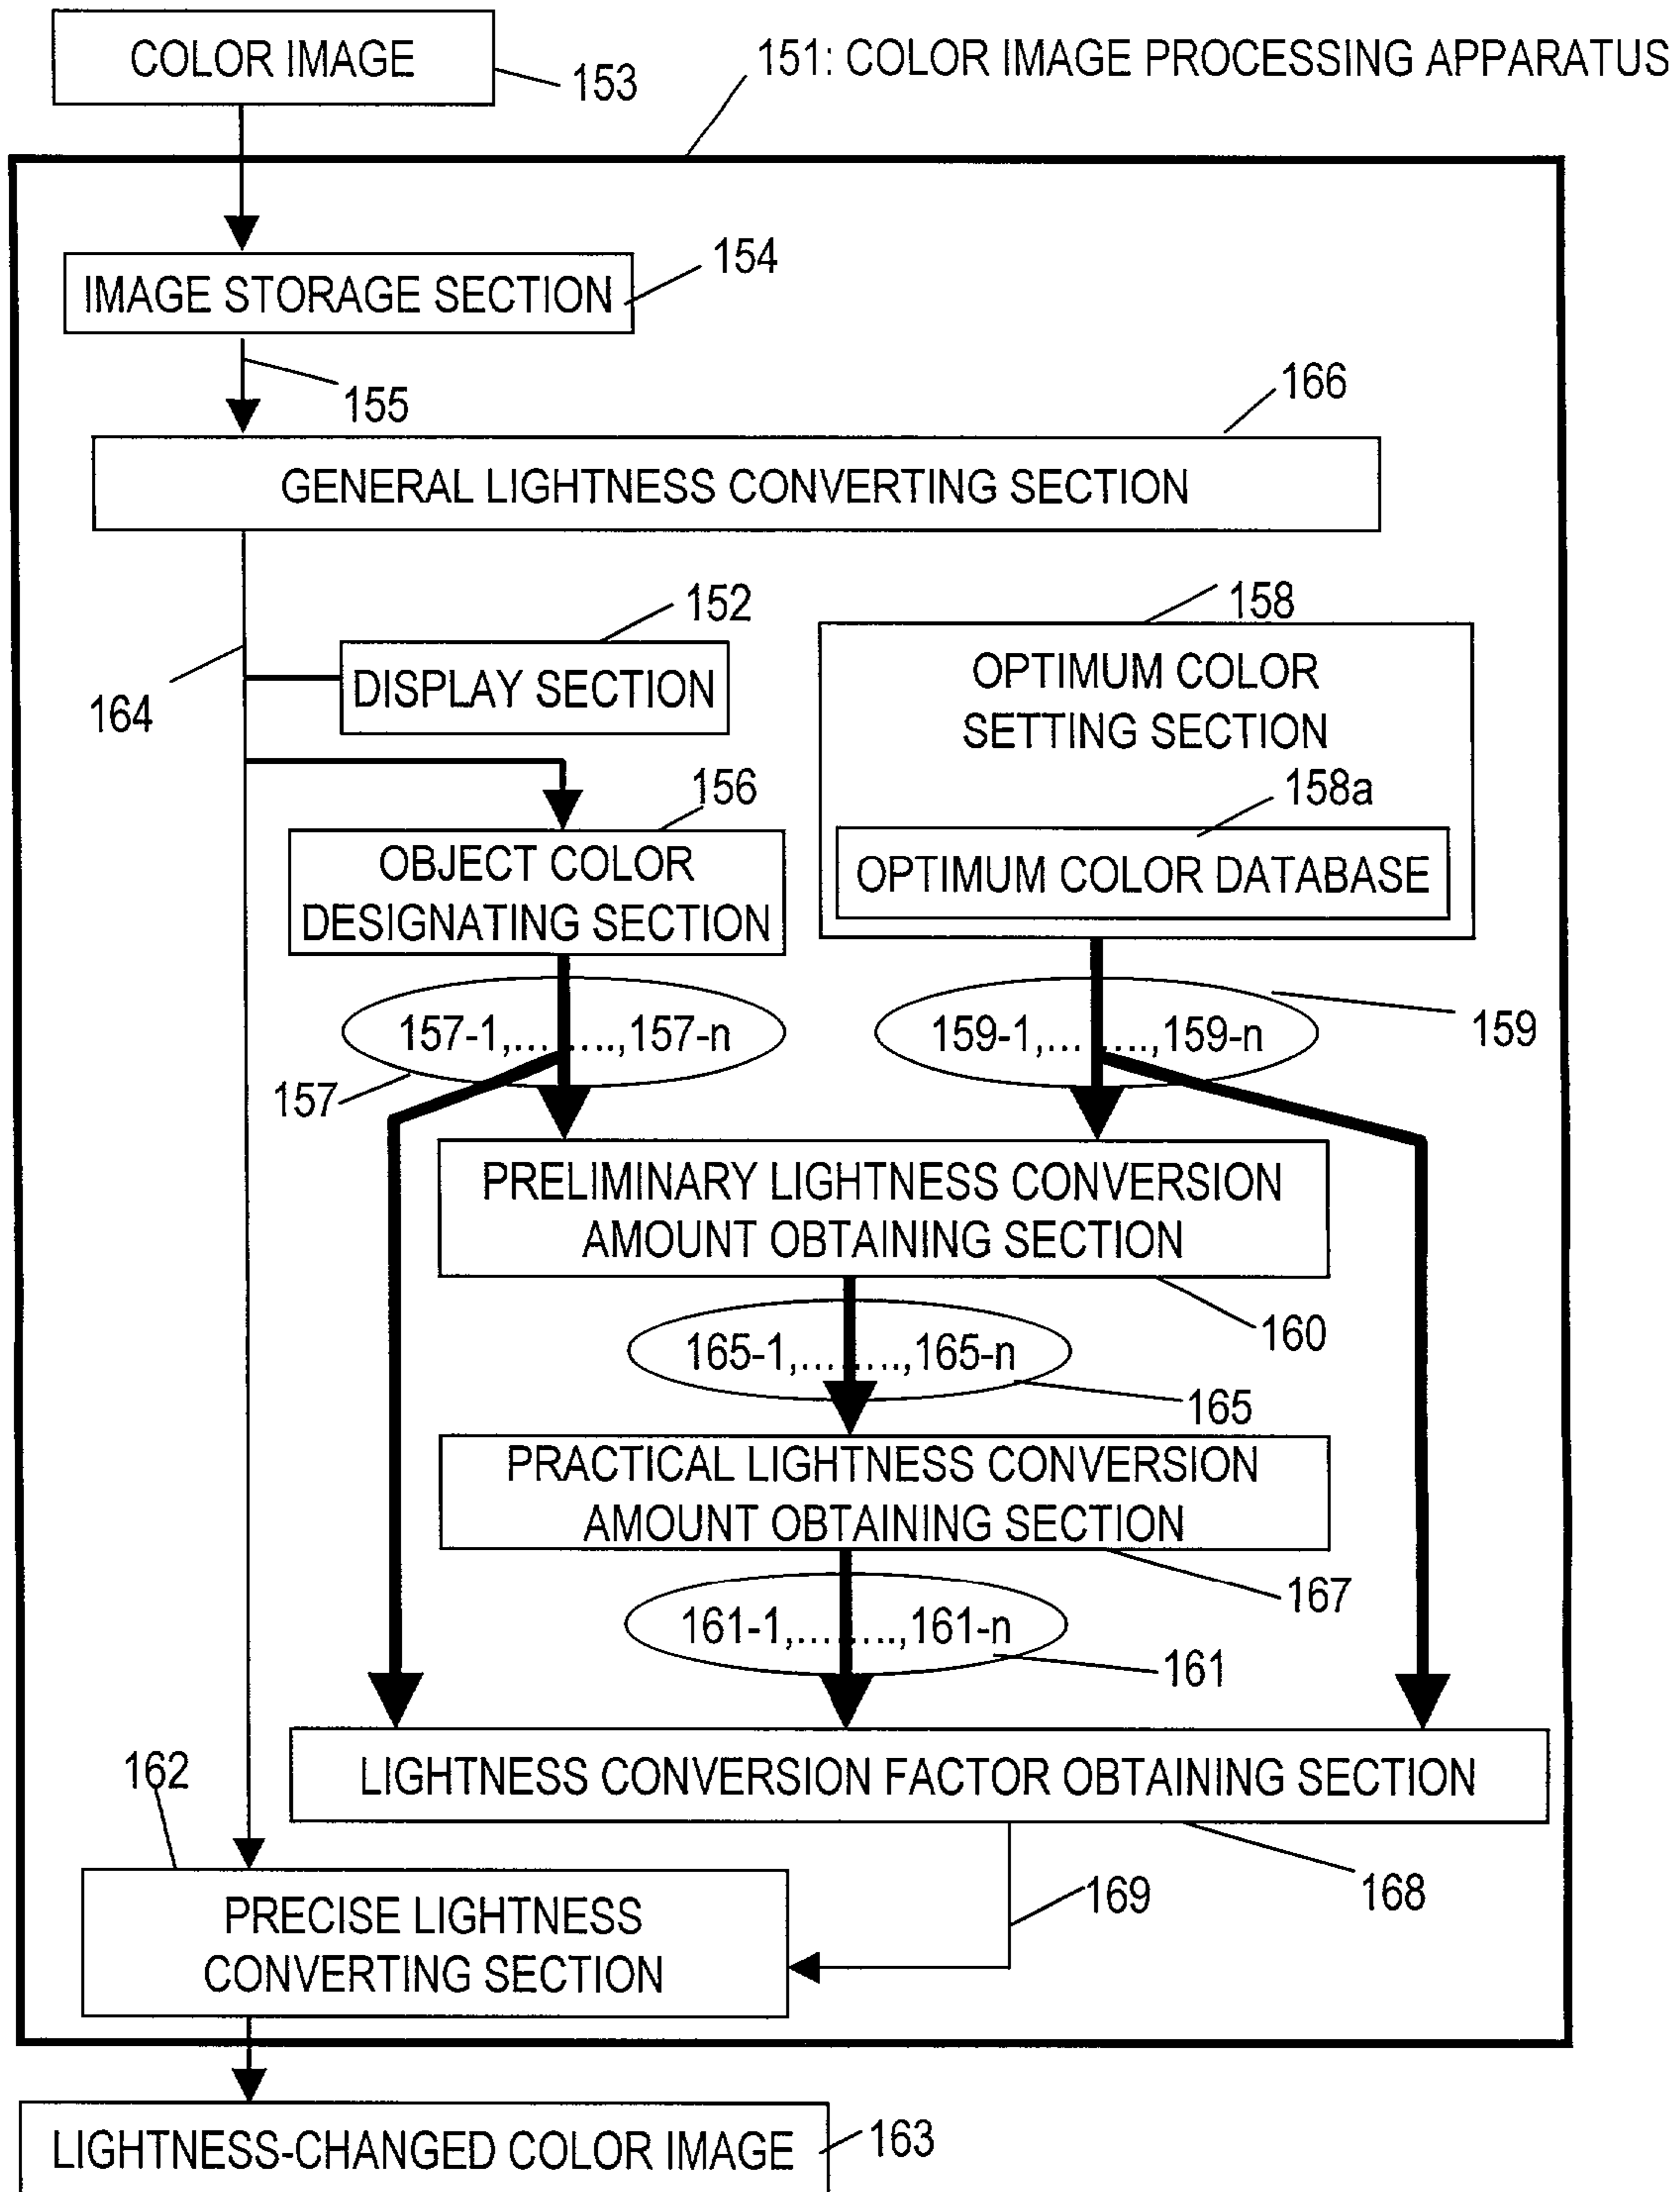 COLOR IMAGE
153
151: COLOR IMAGE PROCESSING APPARATUS
154
IMAGE STORAGE SECTION
155
166
GENERAL LIGHTNESS CONVERTING SECTION
152
DISPLAY SECTION
164
158
OPTIMUM COLOR
SETTING SECTION
158a
OPTIMUM COLOR DATABASE
156
OBJECT COLOR
DESIGNATING SECTION
157-1,.........,157-n
157
159-1,.........,159-n
159
PRELIMINARY LIGHTNESS CONVERSION
AMOUNT OBTAINING SECTION
160
165-1,.........,165-n
165
PRACTICAL LIGHTNESS CONVERSION
AMOUNT OBTAINING SECTION
167
161-1,.........,161-n
161
LIGHTNESS CONVERSION FACTOR OBTAINING SECTION
168
162
169
PRECISE LIGHTNESS
CONVERTING SECTION
LIGHTNESS-CHANGED COLOR IMAGE
163